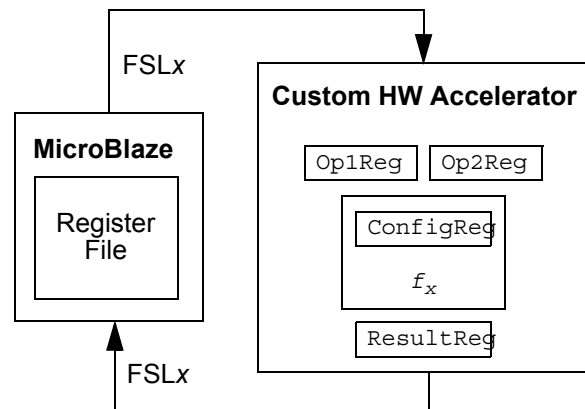 FSLx
Custom HW Accelerator
MicroBlaze
Op1Reg
Op2Reg
Register
File
ConfigReg
fx
ResultReg
FSLx